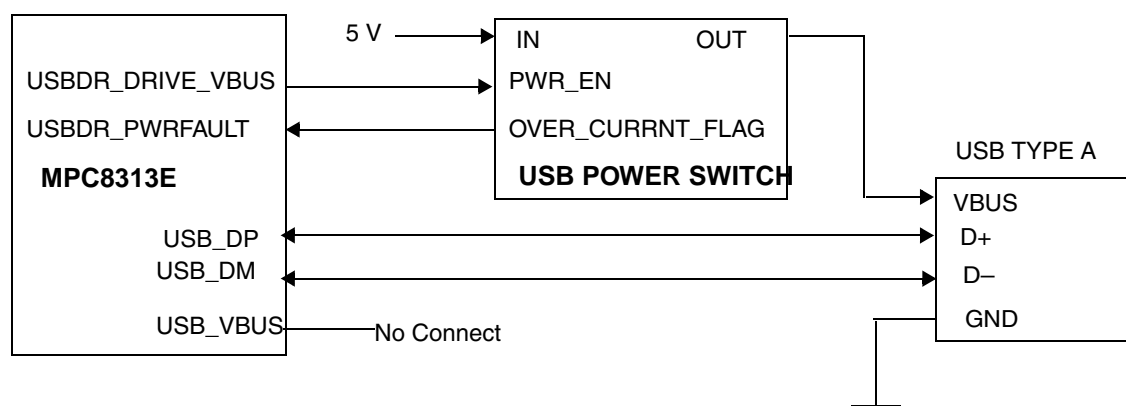 5 V
IN
OUT
USBDR_DRIVE_VBUS
PWR_EN
USBDR_PWRFAULT
OVER_CURRNT_FLAG
MPC8313E
USB POWER SWITCH
USB TYPE A
VBUS
USB_DP
D+
USB_DM
D–
USB_VBUS
No Connect
GND